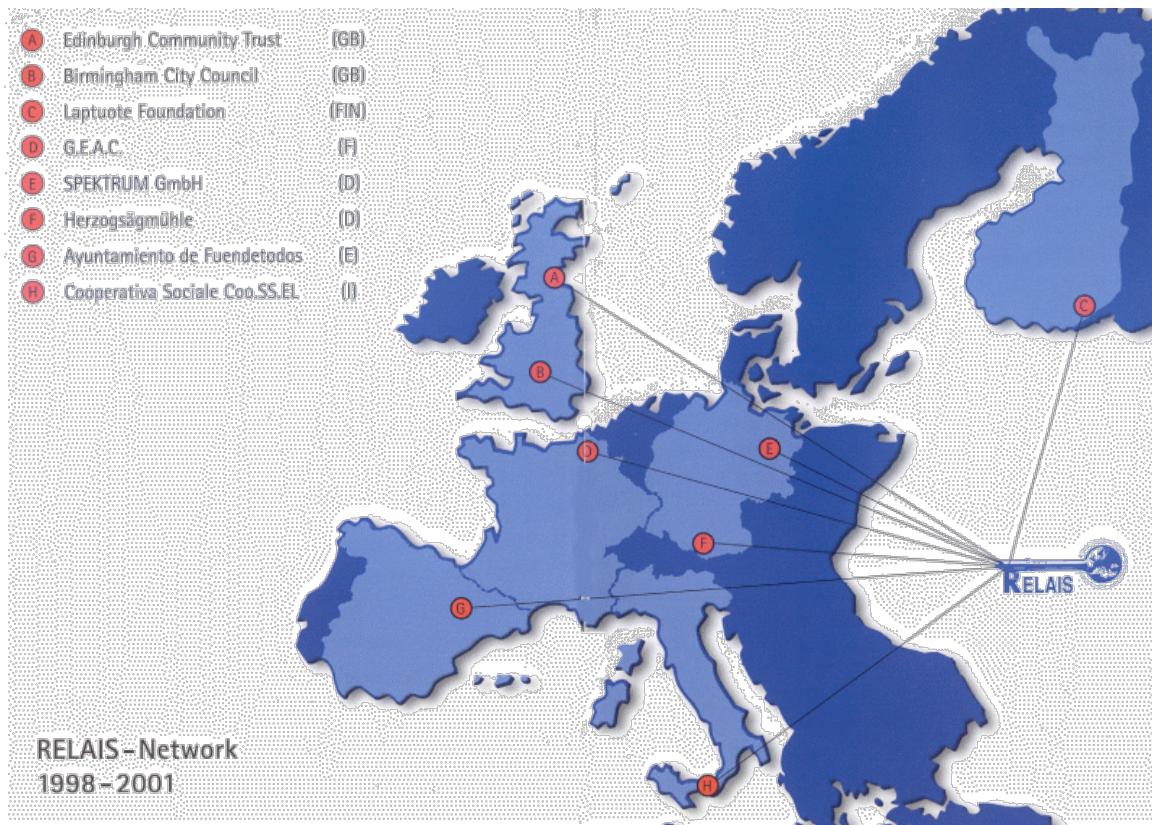 A Edinburgh Community Trust (GB)
B Birmingham City Council (GB)
C Laptuote Foundation (FIN)
D G.E.A.C. (F)
E SPEKTRUM GmbH (D)
F Herzogsägmühle (D)
G Ayuntamiento de Fuendetodos (E)
H Cooperativa Sociale Coo.SS.EL (I)
A
C
B
D
E
F
G
H
RELAIS
RELAIS – Network
1998 – 2001